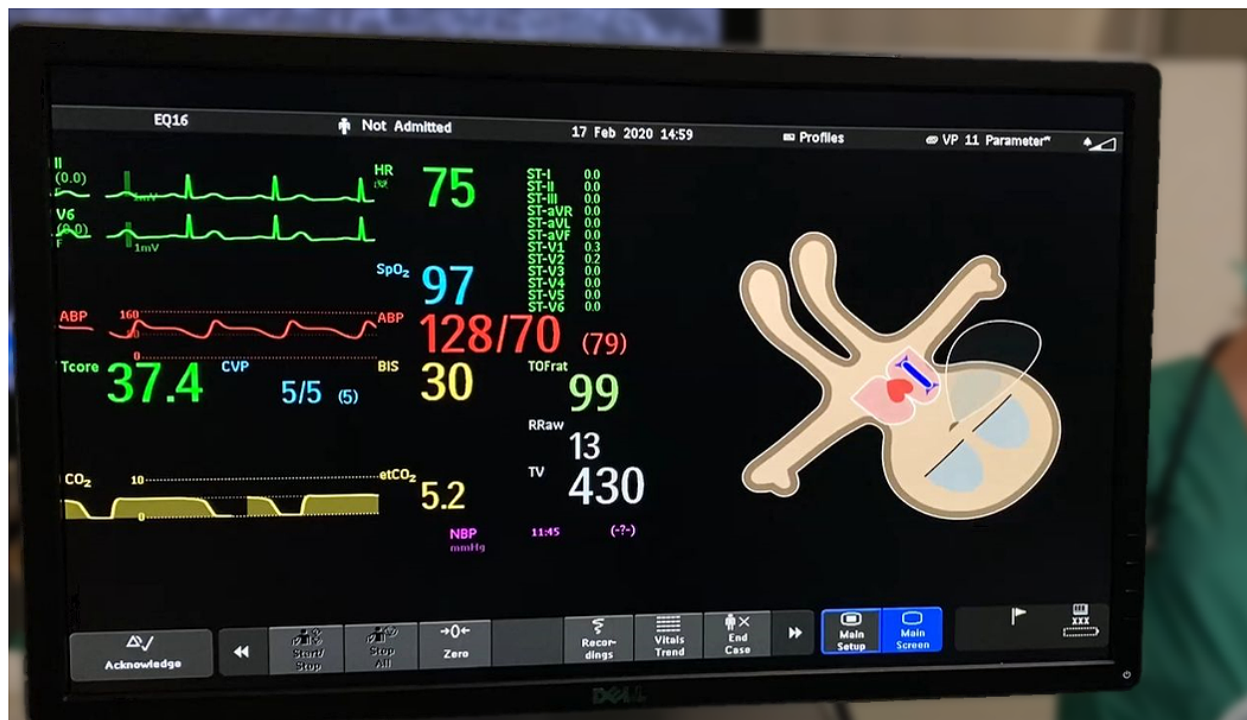 EQ16 Not Admitted 17 Feb 2020 14:59 Profiles VP 11 Parameter
II
(0.0)
HR
75
V6
1mV
F
ST-I 0.0
ST-II 0.0
ST-III 0.0
ST-aVR 0.0
ST-aVL 0.0
ST-aVF 0.0
ST-V1 0.3
ST-V2 0.2
ST-V3 0.0
ST-V4 0.0
ST-V5 0.0
ST-V6 0.0
SpO₂ 97
ABP 160 ABP 128/70 (79)
0
Tcore 37.4 CVP 5/5 (5) BIS 30 TOFrat 99
RRaw 13
CO₂ 10 etCO₂ 5.2 TV 430
0
NBP 11:45 (-?-)
mmHg
Acknowledge
Start/
Stop
Stop
All
Zero
Recor-
dings
Vitals
Trend
End
Case
Main
Setup
Main
Screen
XXX
DELL